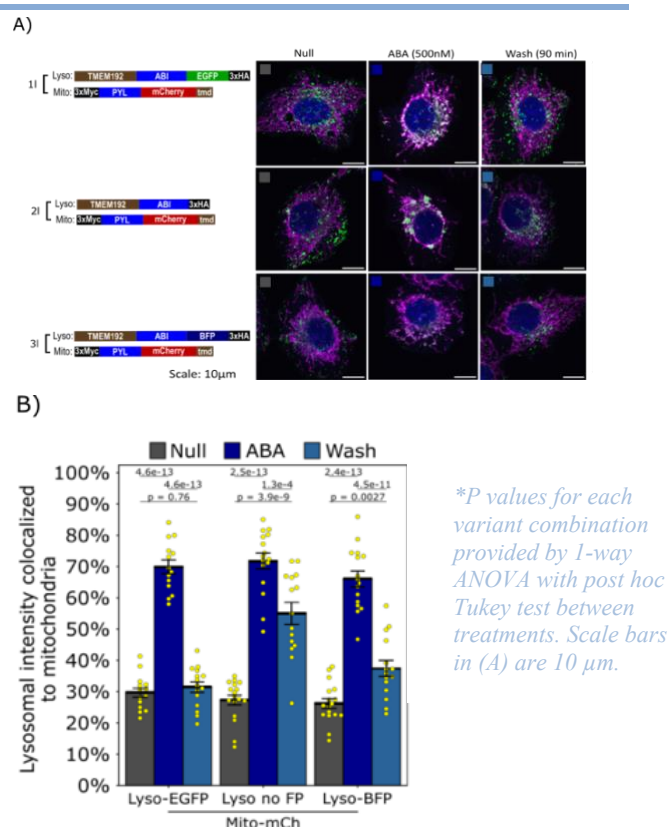 A)
Null ABA (500nM) Wash (90 min)
1I [ Lyso: TMEM192 ABI EGFP 3xHA
Mito: 3xMyc PYL mCherry tmd
2I [ Lyso: TMEM192 ABI 3xHA
Mito: 3xMyc PYL mCherry tmd
3I [ Lyso: TMEM192 ABI BFP 3xHA
Mito: 3xMyc PYL mCherry tmd
Scale: 10μm
B)
Null ABA Wash
4.6e-13 2.5e-13 2.4e-13
4.6e-13 1.3e-4 4.5e-11
p = 0.76 p = 3.9e-9 p = 0.0027
100%
90%
80%
70%
60%
50%
40%
30%
20%
10%
0%
Lysosomal intensity colocalized
to mitochondria
Lyso-EGFP Lyso no FP Lyso-BFP
Mito-mCh
*P values for each
variant combination
provided by 1-way
ANOVA with post hoc
Tukey test between
treatments. Scale bars
in (A) are 10 μm.